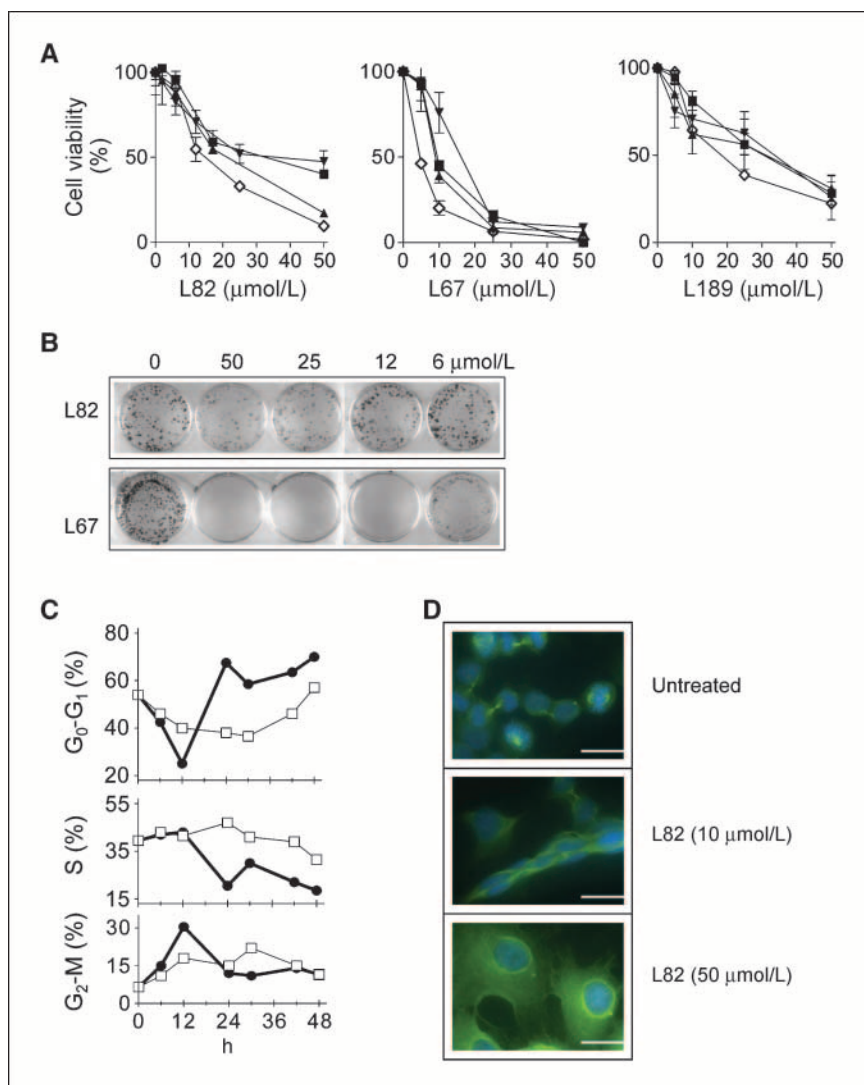 A
Cell viability
(%)
100
50
0
0 10 20 30 40 50
L82 (μmol/L)
100
50
0
0 10 20 30 40 50
L67 (μmol/L)
100
50
0
0 10 20 30 40 50
L189 (μmol/L)
B
0 50 25 12 6 μmol/L
L82
L67
C
G₀-G₁ (%)
80
60
40
20
S (%)
55
35
15
G₂-M (%)
30
15
0
0 12 24 36 48
h
D
Untreated
L82 (10 μmol/L)
L82 (50 μmol/L)